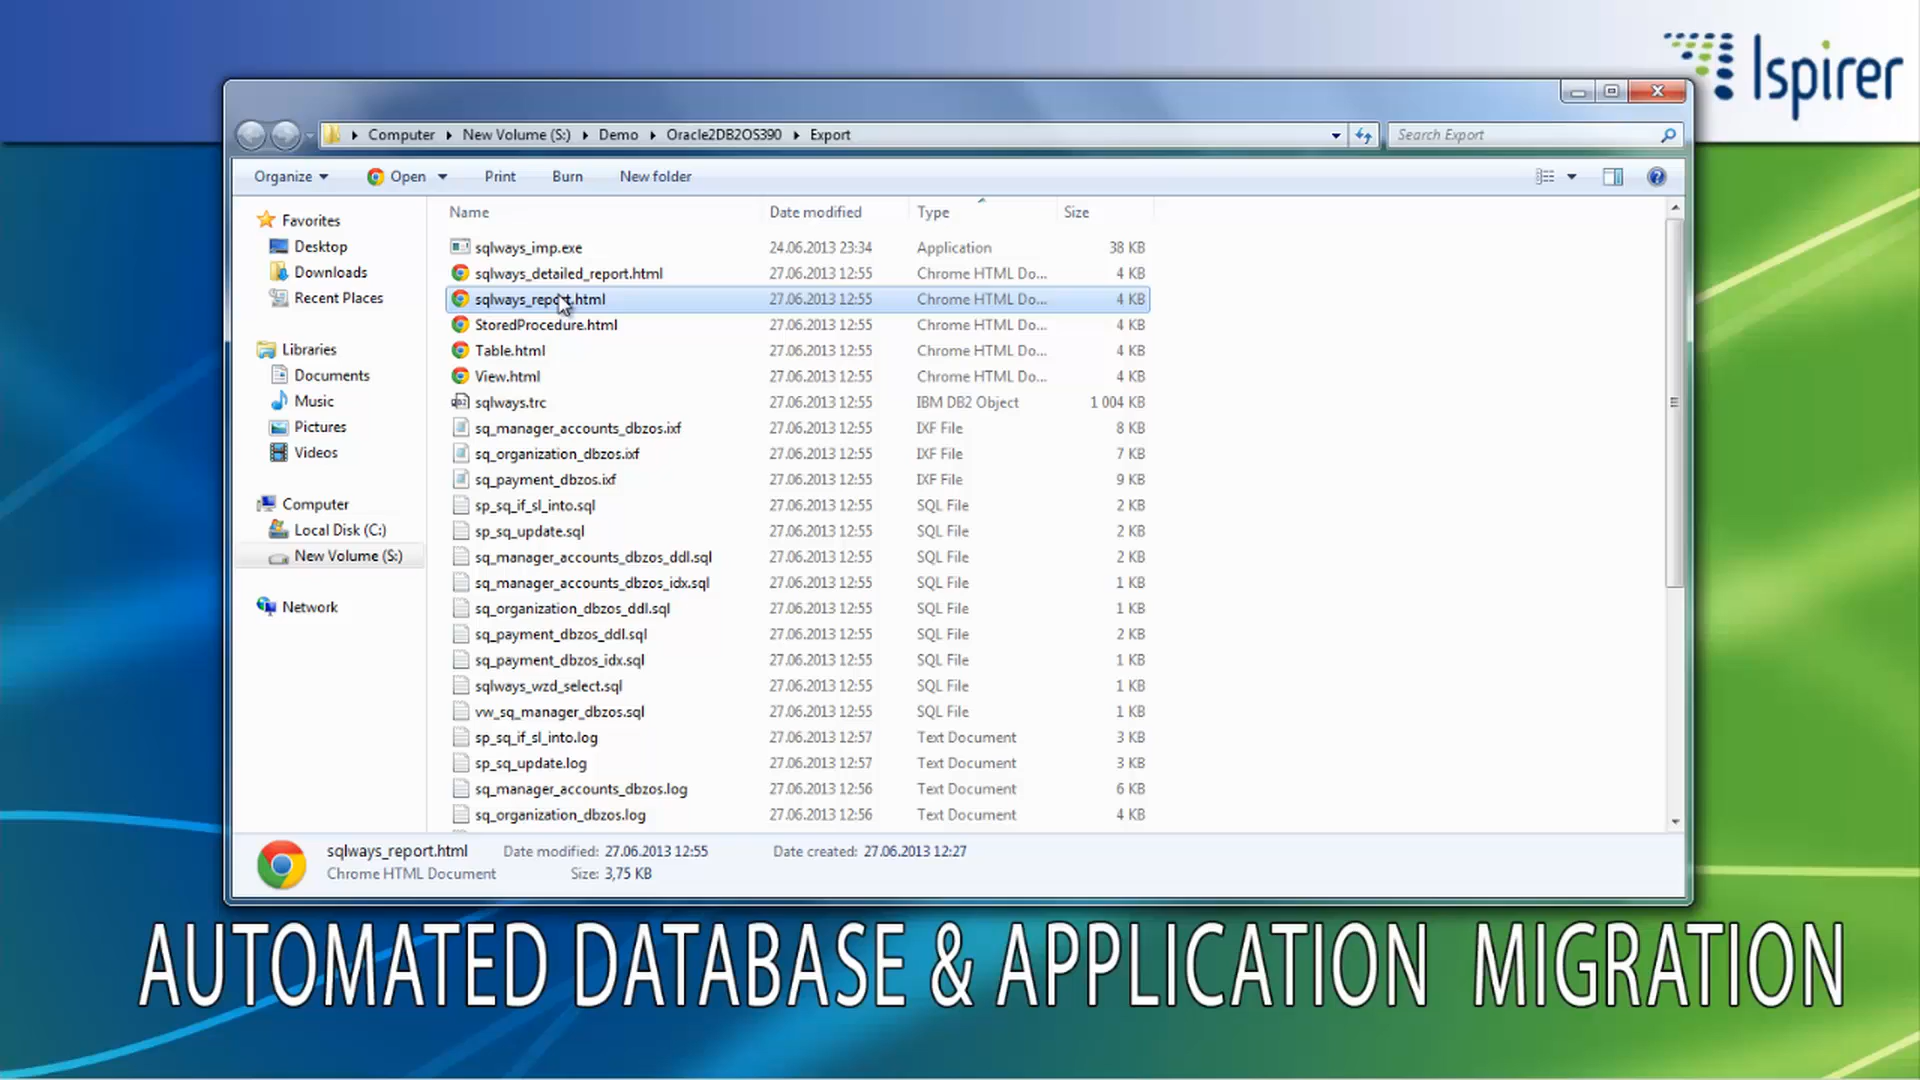 Ispirer
Computer New Volume (S:) Demo Oracle2DB2OS390 Export
Search Export
Organize Open Print Burn New folder
Favorites
Desktop
Downloads
Recent Places
Libraries
Documents
Music
Pictures
Videos
Computer
Local Disk (C:)
New Volume (S:)
Network
Name Date modified Type Size
sqlways_imp.exe 24.06.2013 23:34 Application 38 KB
sqlways_detailed_report.html 27.06.2013 12:55 Chrome HTML Do... 4 KB
sqlways_report.html 27.06.2013 12:55 Chrome HTML Do... 4 KB
StoredProcedure.html 27.06.2013 12:55 Chrome HTML Do... 4 KB
Table.html 27.06.2013 12:55 Chrome HTML Do... 4 KB
View.html 27.06.2013 12:55 Chrome HTML Do... 4 KB
sqlways.trc 27.06.2013 12:55 IBM DB2 Object 1 004 KB
sq_manager_accounts_dbzos.ixf 27.06.2013 12:55 IXF File 8 KB
sq_organization_dbzos.ixf 27.06.2013 12:55 IXF File 7 KB
sq_payment_dbzos.ixf 27.06.2013 12:55 IXF File 9 KB
sp_sq_if_sl_into.sql 27.06.2013 12:55 SQL File 2 KB
sp_sq_update.sql 27.06.2013 12:55 SQL File 2 KB
sq_manager_accounts_dbzos_ddl.sql 27.06.2013 12:55 SQL File 2 KB
sq_manager_accounts_dbzos_idx.sql 27.06.2013 12:55 SQL File 1 KB
sq_organization_dbzos_ddl.sql 27.06.2013 12:55 SQL File 1 KB
sq_payment_dbzos_ddl.sql 27.06.2013 12:55 SQL File 2 KB
sq_payment_dbzos_idx.sql 27.06.2013 12:55 SQL File 1 KB
sqlways_wzd_select.sql 27.06.2013 12:55 SQL File 1 KB
vw_sq_manager_dbzos.sql 27.06.2013 12:55 SQL File 1 KB
sp_sq_if_sl_into.log 27.06.2013 12:57 Text Document 3 KB
sp_sq_update.log 27.06.2013 12:57 Text Document 3 KB
sq_manager_accounts_dbzos.log 27.06.2013 12:56 Text Document 6 KB
sq_organization_dbzos.log 27.06.2013 12:56 Text Document 4 KB
sqlways_report.html Date modified: 27.06.2013 12:55 Date created: 27.06.2013 12:27
Chrome HTML Document Size: 3,75 KB
AUTOMATED DATABASE & APPLICATION MIGRATION